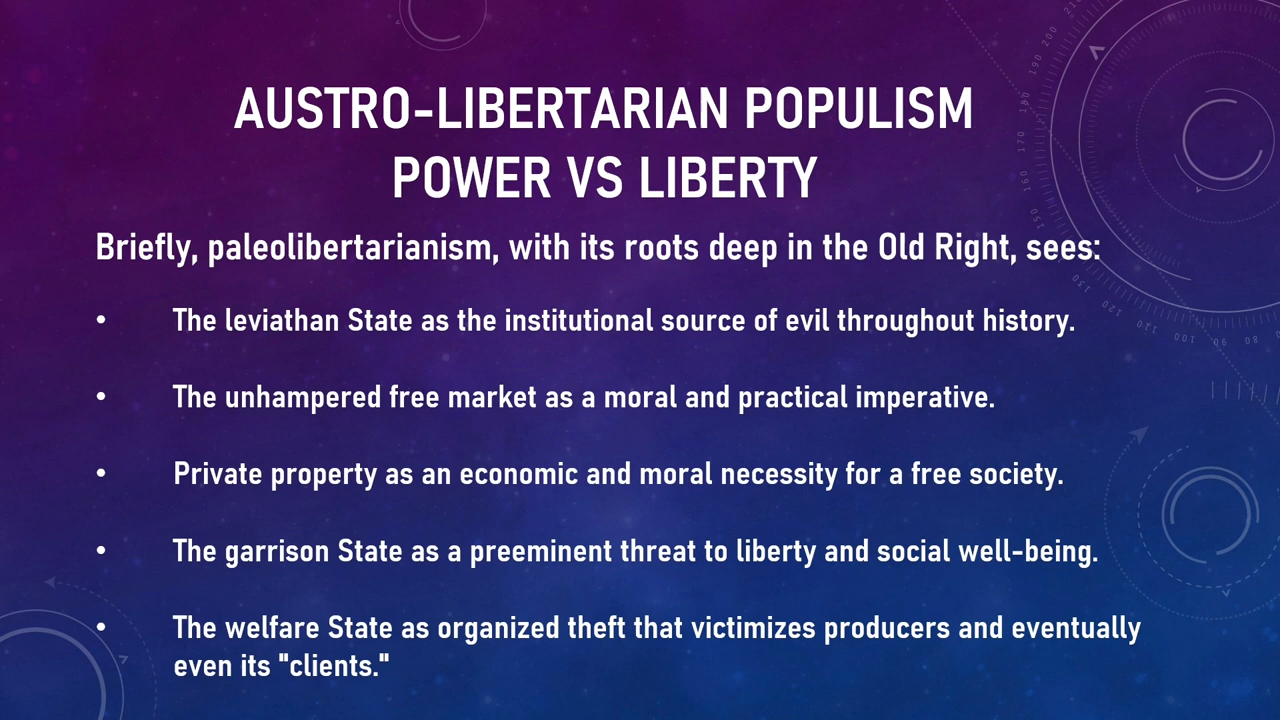 AUSTRO-LIBERTARIAN POPULISM
POWER VS LIBERTY
Briefly, paleolibertarianism, with its roots deep in the Old Right, sees:
• The leviathan State as the institutional source of evil throughout history.
• The unhampered free market as a moral and practical imperative.
• Private property as an economic and moral necessity for a free society.
• The garrison State as a preeminent threat to liberty and social well-being.
• The welfare State as organized theft that victimizes producers and eventually
even its "clients."